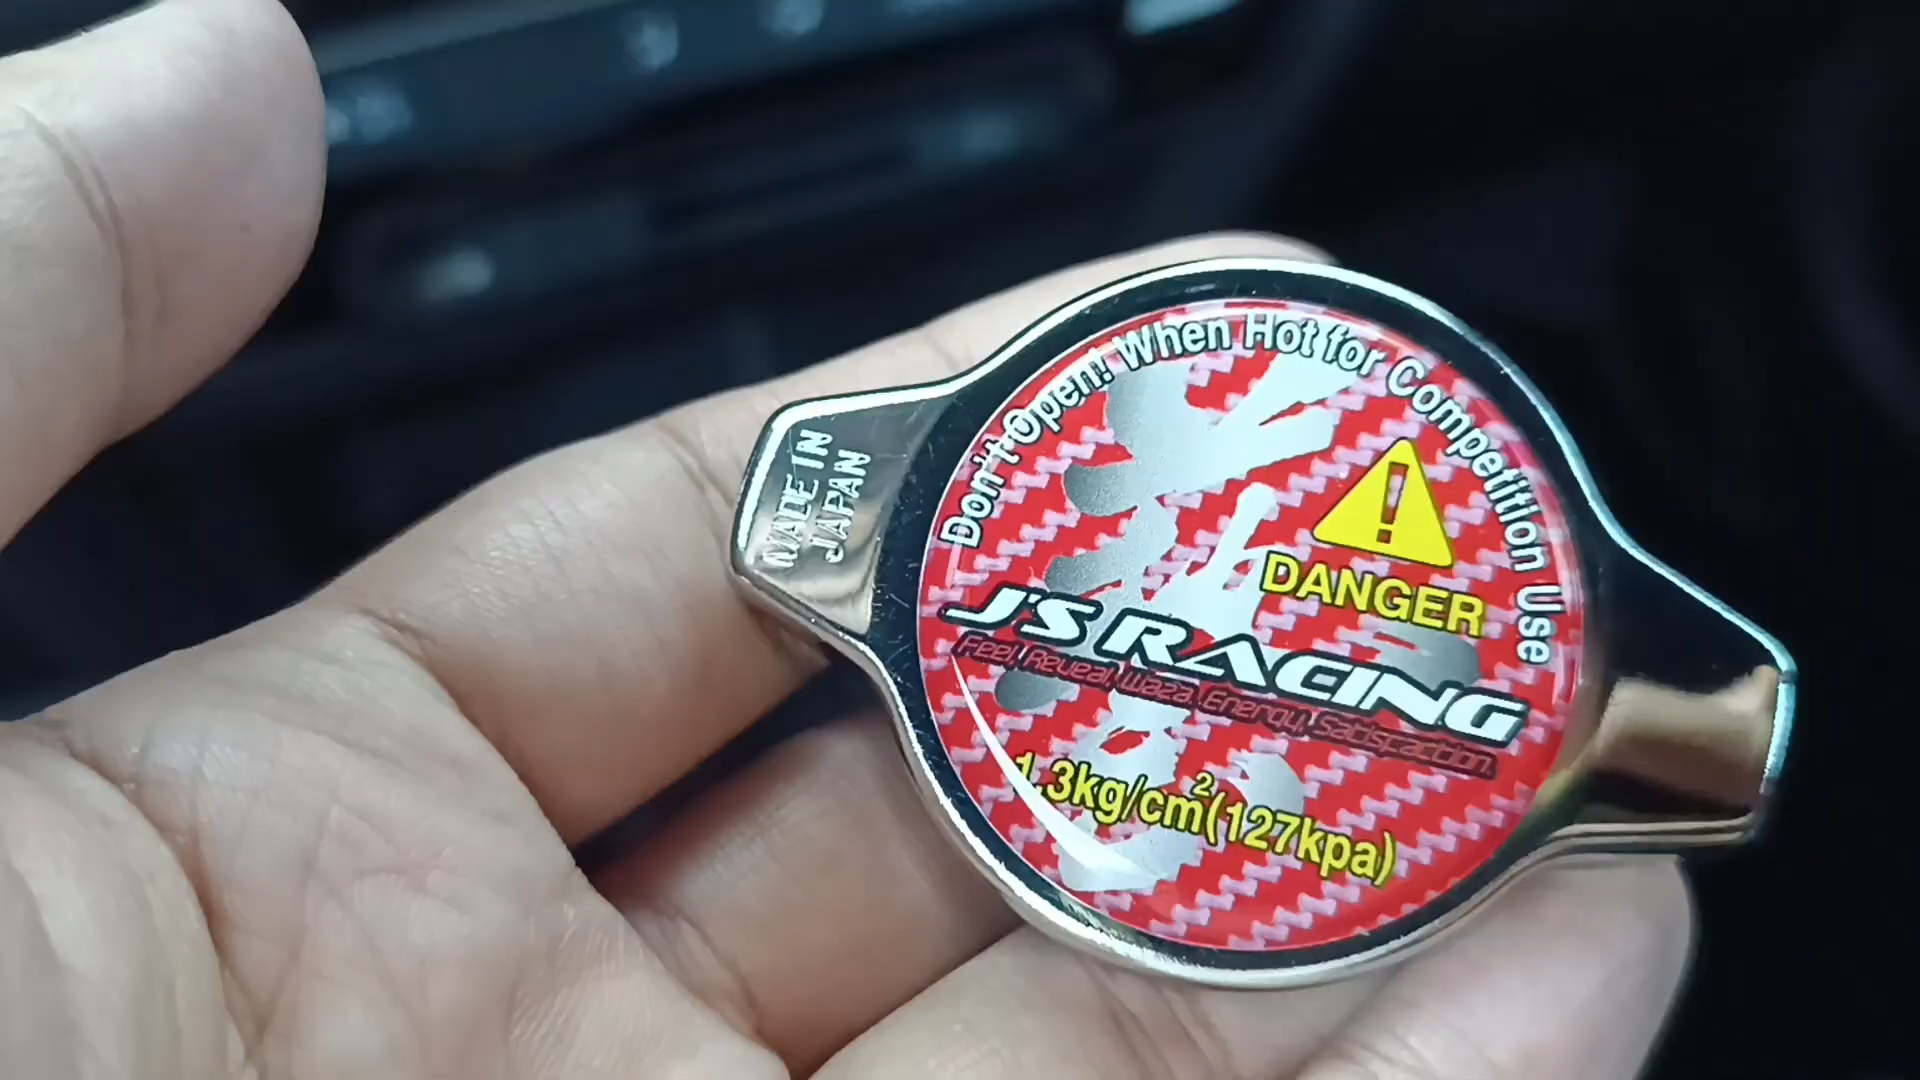 MADE IN
JAPAN
Don't Open! When Hot for Competition Use
DANGER
J'S RACING
Feel, Reveal, Waza, Energy, Satisfaction.
1.3kg/cm²(127kpa)